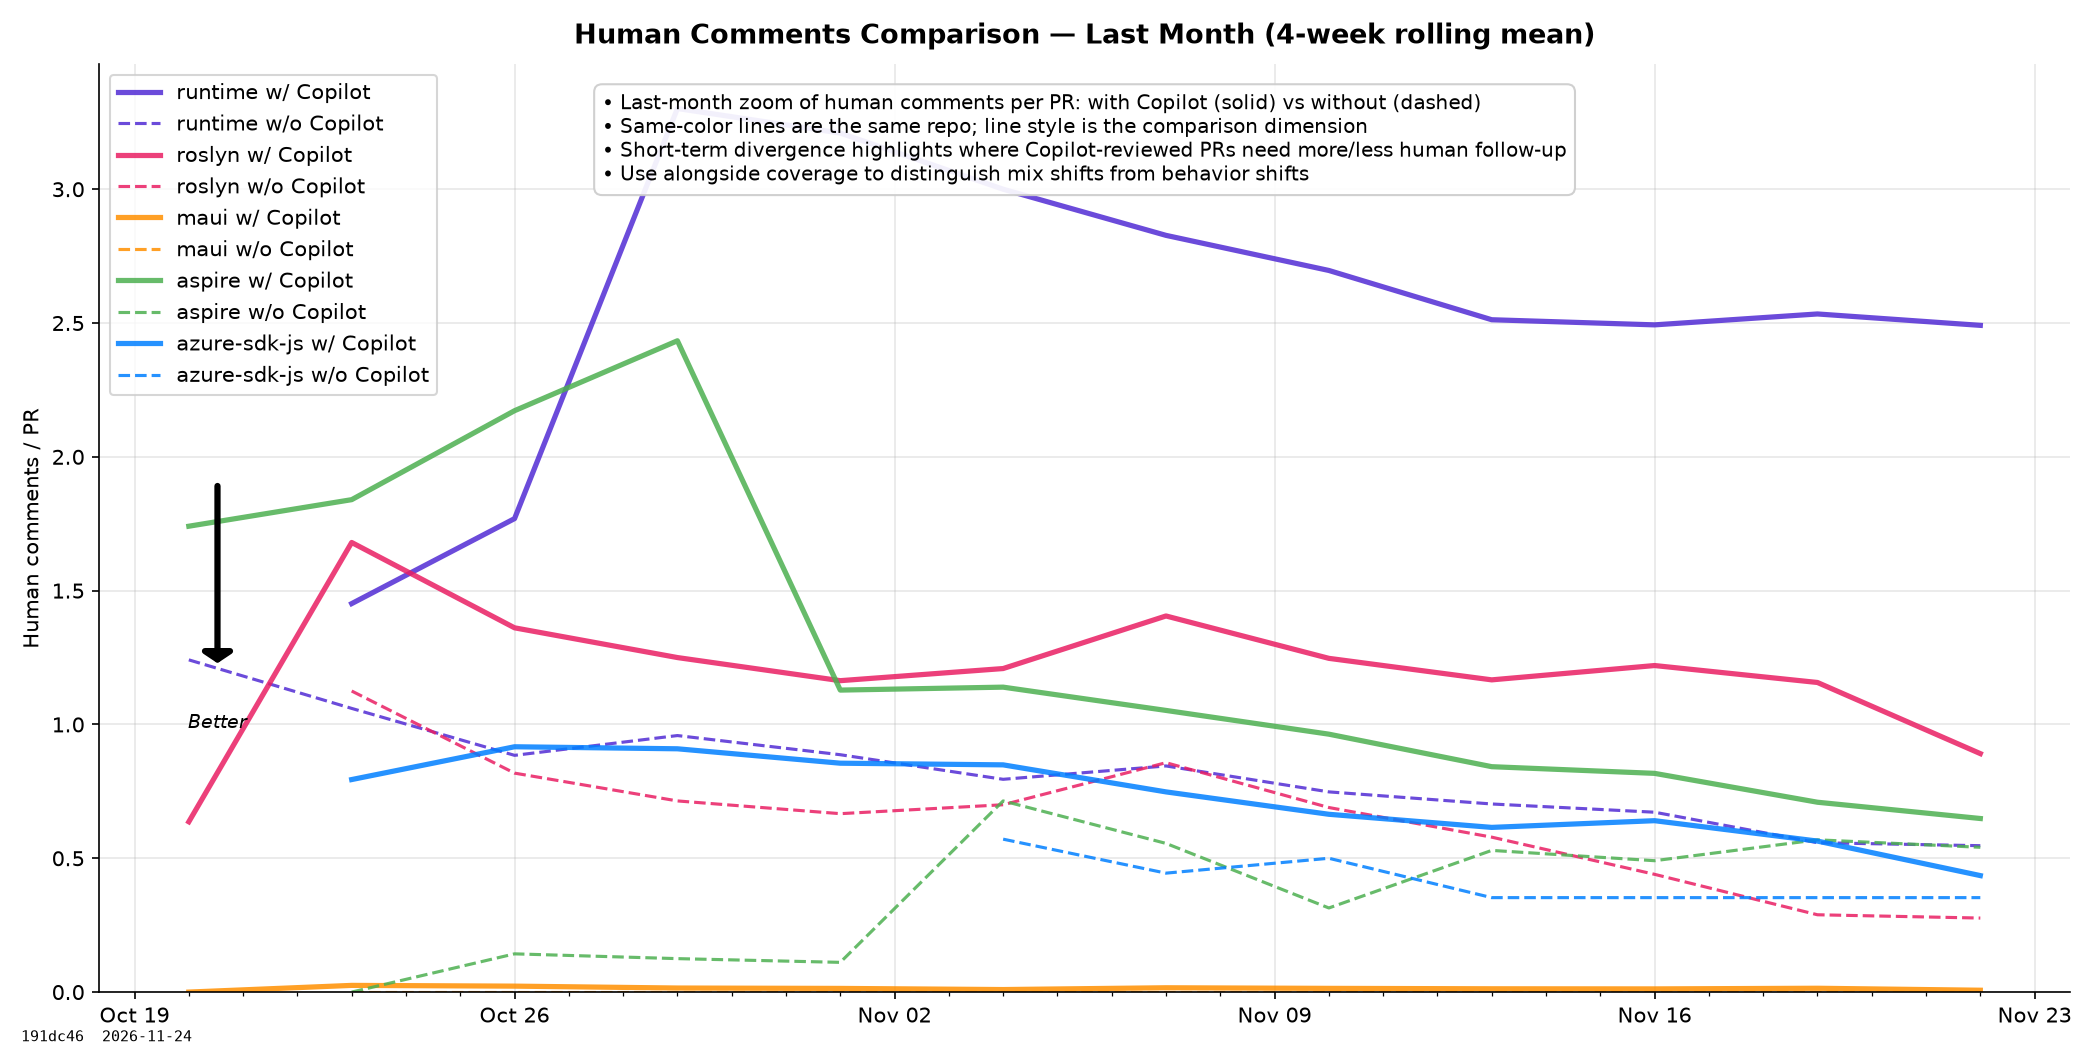 Human Comments Comparison — Last Month (4-week rolling mean)
runtime w/ Copilot
runtime w/o Copilot
roslyn w/ Copilot
roslyn w/o Copilot
maui w/ Copilot
maui w/o Copilot
aspire w/ Copilot
aspire w/o Copilot
azure-sdk-js w/ Copilot
azure-sdk-js w/o Copilot
• Last-month zoom of human comments per PR: with Copilot (solid) vs without (dashed)
• Same-color lines are the same repo; line style is the comparison dimension
• Short-term divergence highlights where Copilot-reviewed PRs need more/less human follow-up
• Use alongside coverage to distinguish mix shifts from behavior shifts
Human comments / PR
3.0
2.5
2.0
1.5
1.0
0.5
0.0
Better
Oct 19
Oct 26
Nov 02
Nov 09
Nov 16
Nov 23
191dc46  2026-11-24